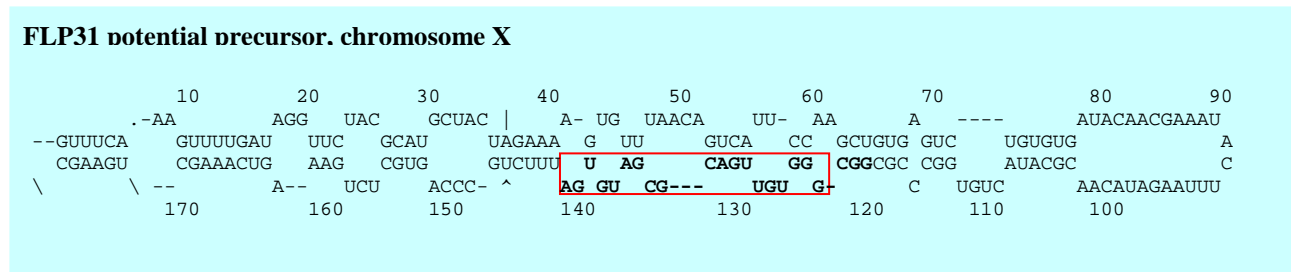 FLP31 potential precursor, chromosome X
          10         20        30        40         50         60         70            80         90
      .-AA      AGG   UAC    GCUAC |    A- UG  UAACA    UU-  AA      A   ----       AUACAACGAAAU
--GUUUCA    GUUUUGAU   UUC   GCAU     UAGAAA  G  UU     GUCA   CC  GCUGUG GUC    UGUGUG            A
  CGAAGU    CGAAACUG   AAG   CGUG     GUCUUU  U  AG     CAGU   GG  CGGCGC CGG    AUACGC            C
\       \ --        A--   UCU   ACCC- ^    AG GU  CG---    UGU  G-      C   UGUC      AACAUAGAAUUU
         170         160        150        140          130        120       110        100